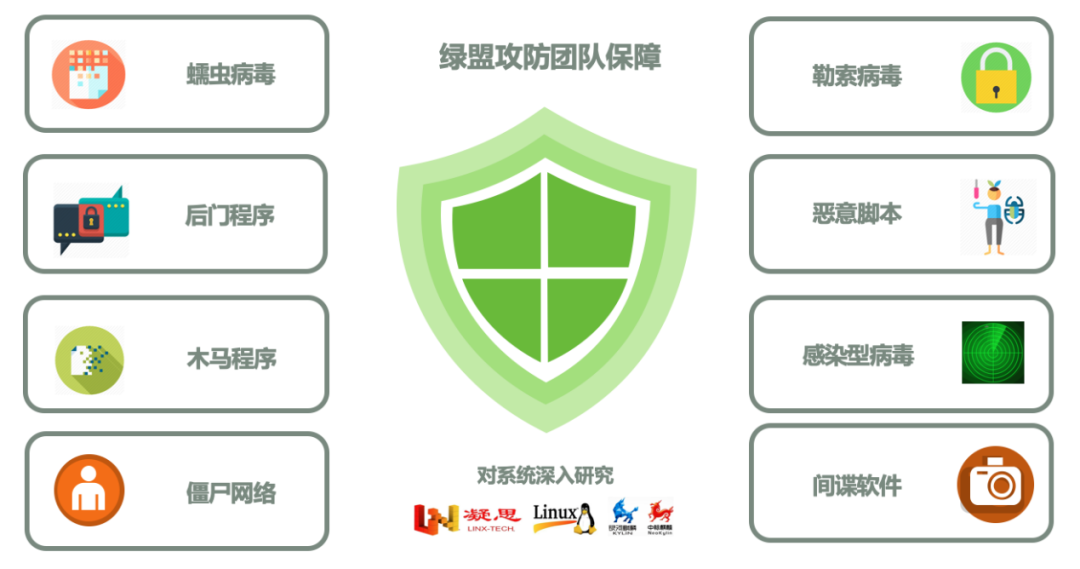 绿盟攻防团队保障
蠕虫病毒
勒索病毒
后门程序
恶意脚本
木马程序
感染型病毒
僵尸网络
间谍软件
对系统深入研究
凝思
LINX-TECH.
Linux
银河麒麟
KYLIN
中标麒麟
NeoKylin